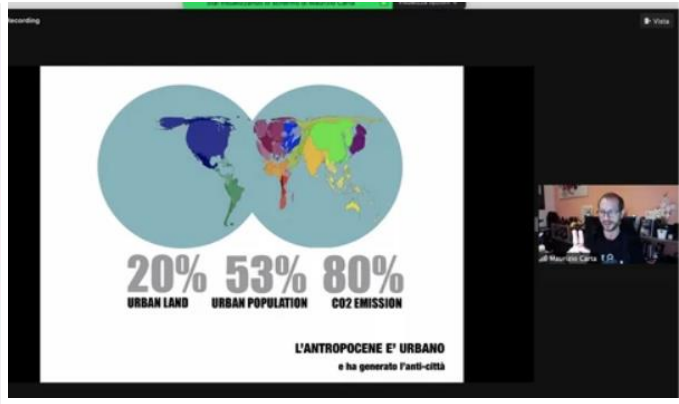 Recording
Vista
20% 53% 80%
URBAN LAND URBAN POPULATION CO2 EMISSION
Maurizio Carta
L'ANTROPOCENE E' URBANO
e ha generato l'anti-città